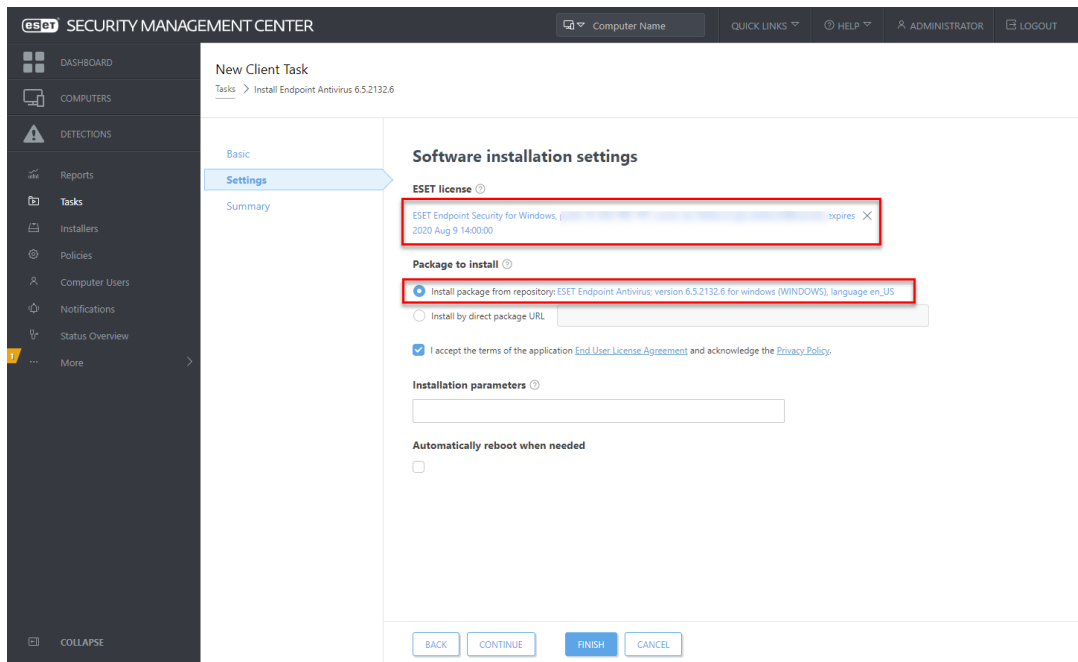 eset SECURITY MANAGEMENT CENTER
Computer Name
QUICK LINKS
HELP
ADMINISTRATOR
LOGOUT
DASHBOARD
COMPUTERS
DETECTIONS
Reports
Tasks
Installers
Policies
Computer Users
Notifications
Status Overview
1
More
COLLAPSE
New Client Task
Tasks > Install Endpoint Antivirus 6.5.2132.6
Basic
Settings
Summary
Software installation settings
ESET license
ESET Endpoint Security for Windows, expires
2020 Aug 9 14:00:00
Package to install
Install package from repository: ESET Endpoint Antivirus; version 6.5.2132.6 for windows (WINDOWS), language en_US
Install by direct package URL
I accept the terms of the application End User License Agreement and acknowledge the Privacy Policy.
Installation parameters
Automatically reboot when needed
BACK
CONTINUE
FINISH
CANCEL